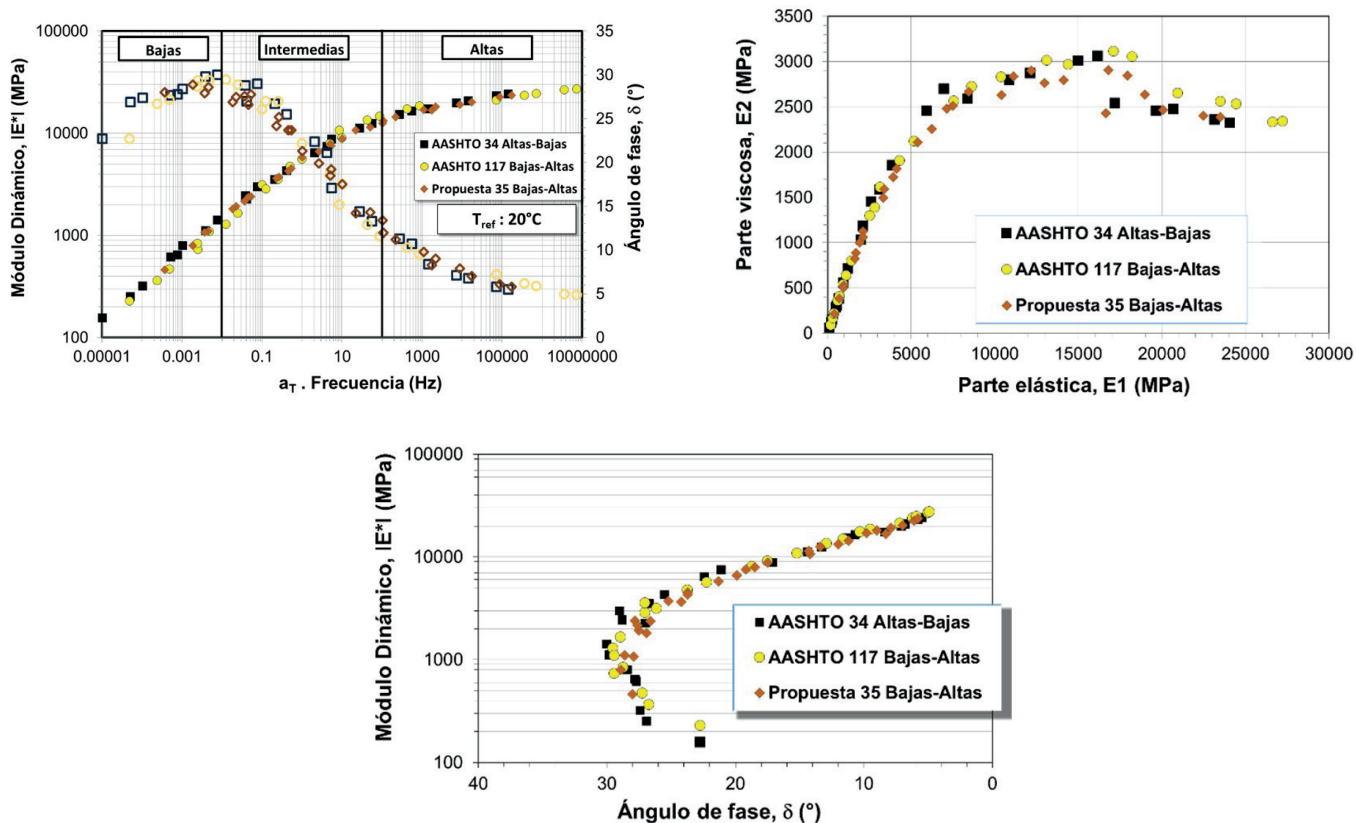 Módulo Dinámico, IE*I (MPa)
100000
10000
1000
100
Bajas
Intermedias
Altas
AASHTO 34 Altas-Bajas
AASHTO 117 Bajas-Altas
Propuesta 35 Bajas-Altas
Tref : 20°C
35
30
25
20
15
10
5
0
Ángulo de fase, δ (°)
0.00001 0.001 0.1 10 1000 100000 10000000
aT . Frecuencia (Hz)
Parte viscosa, E2 (MPa)
3500
3000
2500
2000
1500
1000
500
0
AASHTO 34 Altas-Bajas
AASHTO 117 Bajas-Altas
Propuesta 35 Bajas-Altas
0 5000 10000 15000 20000 25000 30000
Parte elástica, E1 (MPa)
Módulo Dinámico, IE*I (MPa)
100000
10000
1000
100
AASHTO 34 Altas-Bajas
AASHTO 117 Bajas-Altas
Propuesta 35 Bajas-Altas
40 30 20 10 0
Ángulo de fase, δ (°)